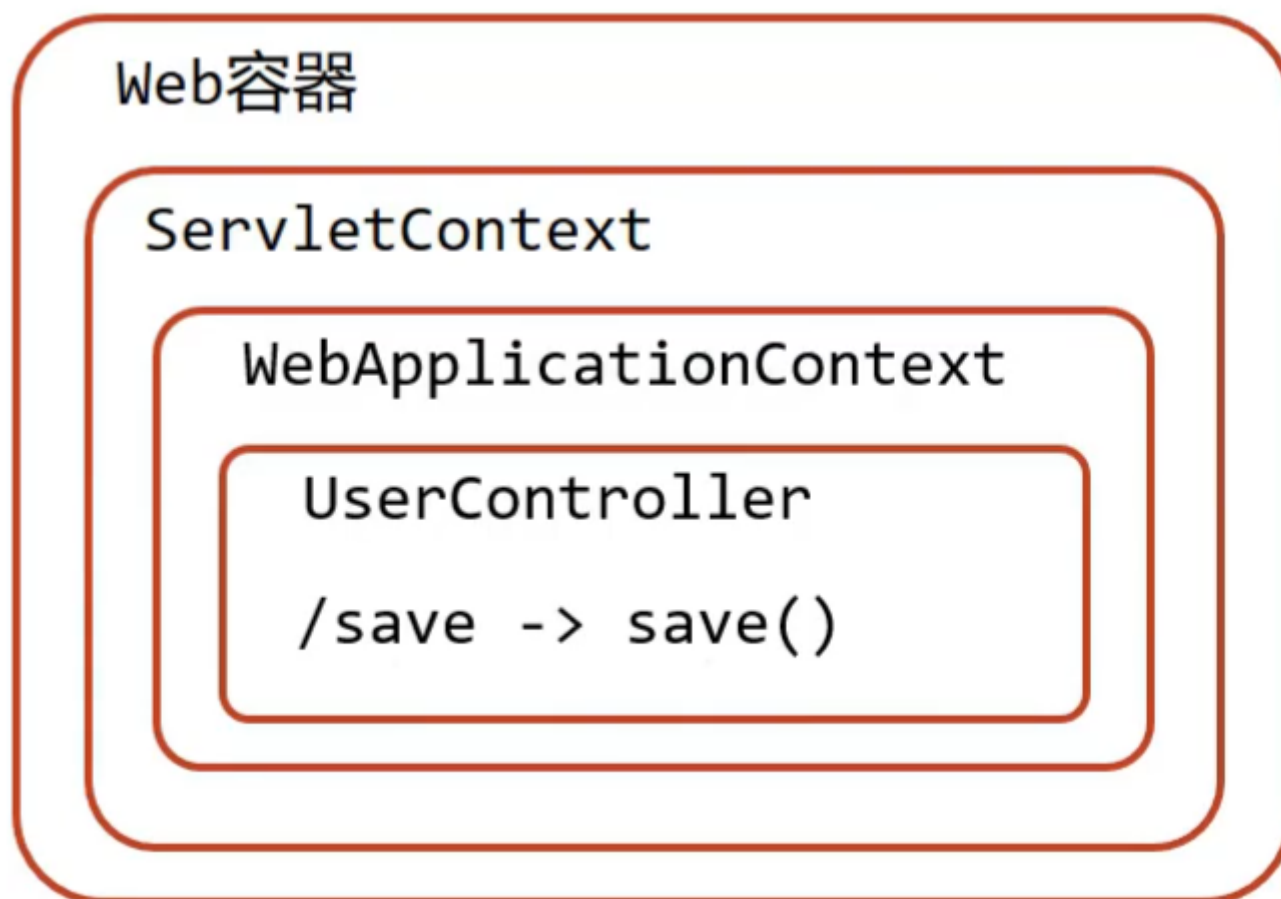 Web容器
ServletContext
WebApplicationContext
UserController
/save -> save()